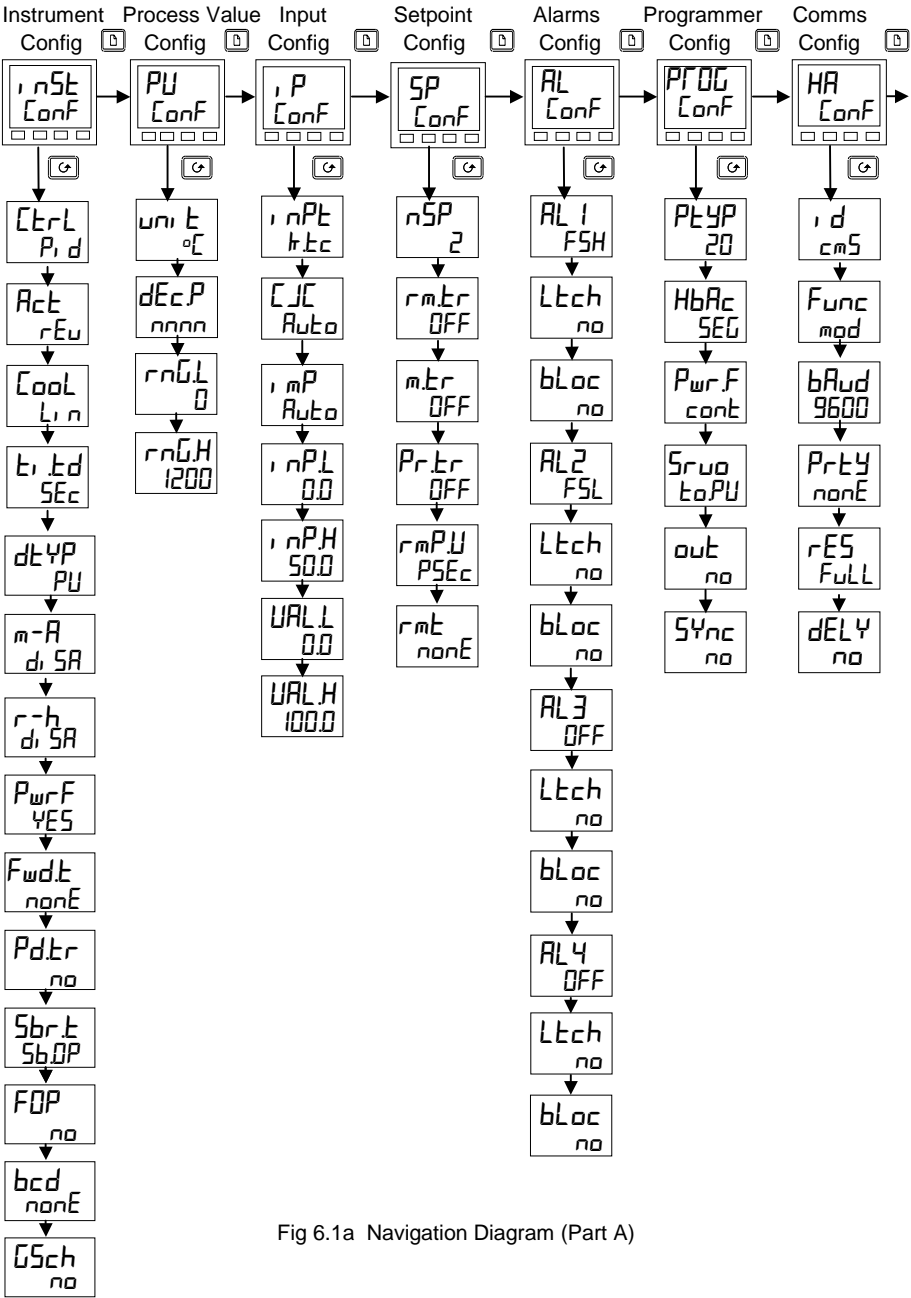 Instrument Config
Process Value Config
Input Config
Setpoint Config
Alarms Config
Programmer Config
Comms Config
inSt
ConF
CtrL
Pid
Act
rEv
CooL
Lin
ti.td
SEc
dtYP
PV
m-A
diSA
r-h
diSA
PwrF
YES
Fwd.t
nonE
Pd.tr
no
Sbr.t
Sb.OP
FOP
no
bcd
nonE
GSch
no
PV
ConF
unit
°C
dEc.P
nnnn
rnG.L
0
rnG.H
1200
iP
ConF
inPt
k.tc
CJC
Auto
imP
Auto
inP.L
0.0
inP.H
50.0
VAL.L
0.0
VAL.H
100.0
SP
ConF
nSP
2
rm.tr
OFF
m.tr
OFF
Pr.tr
OFF
rmP.U
PSEc
rmt
nonE
AL
ConF
AL1
FSH
Ltch
no
bLoc
no
AL2
FSL
Ltch
no
bLoc
no
AL3
OFF
Ltch
no
bLoc
no
AL4
OFF
Ltch
no
bLoc
no
PROG
ConF
PtYP
20
HbAc
SEG
Pwr.F
cont
Srvo
to.PV
out
no
SYnc
no
HA
ConF
id
cmS
Func
mod
bAud
9600
PrtY
nonE
rES
FuLL
dELY
no
Fig 6.1a Navigation Diagram (Part A)